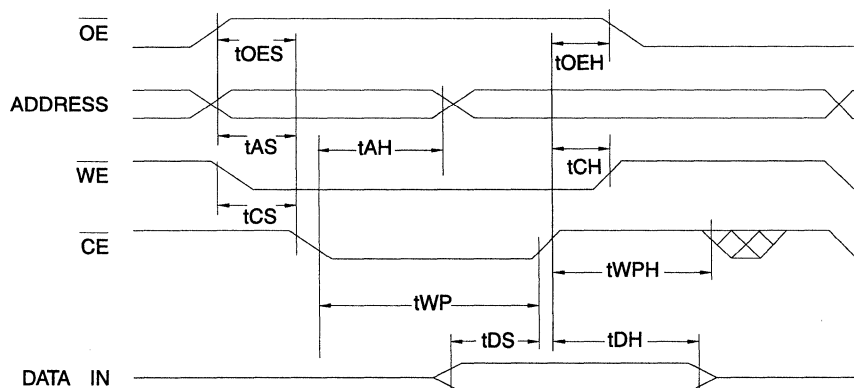 OE
tOES
tOEH
ADDRESS
tAS
tAH
tCH
WE
tCS
CE
tWPH
tWP
tDS
tDH
DATA IN